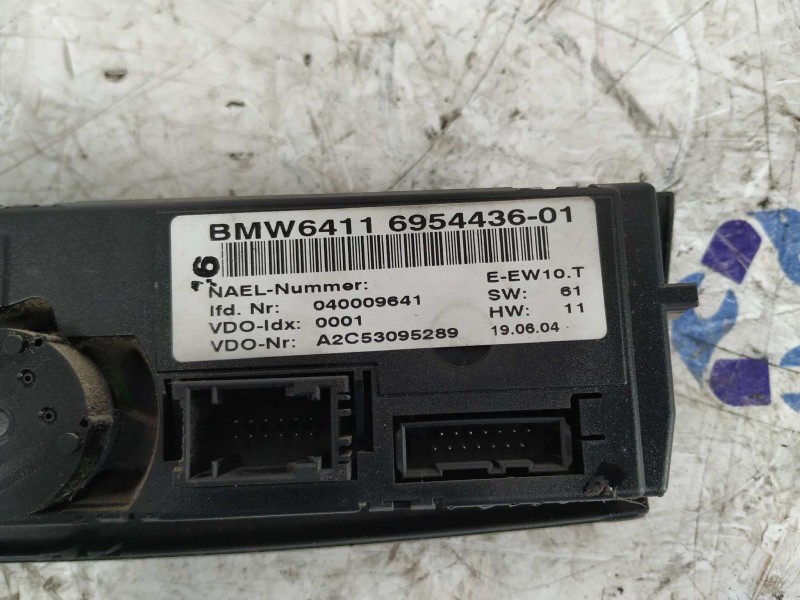 BMW6411 6954436-01
6
NAEL-Nummer: E-EW10.T
lfd. Nr: 040009641 SW: 61
VDO-Idx: 0001 HW: 11
VDO-Nr: A2C53095289 19.06.04